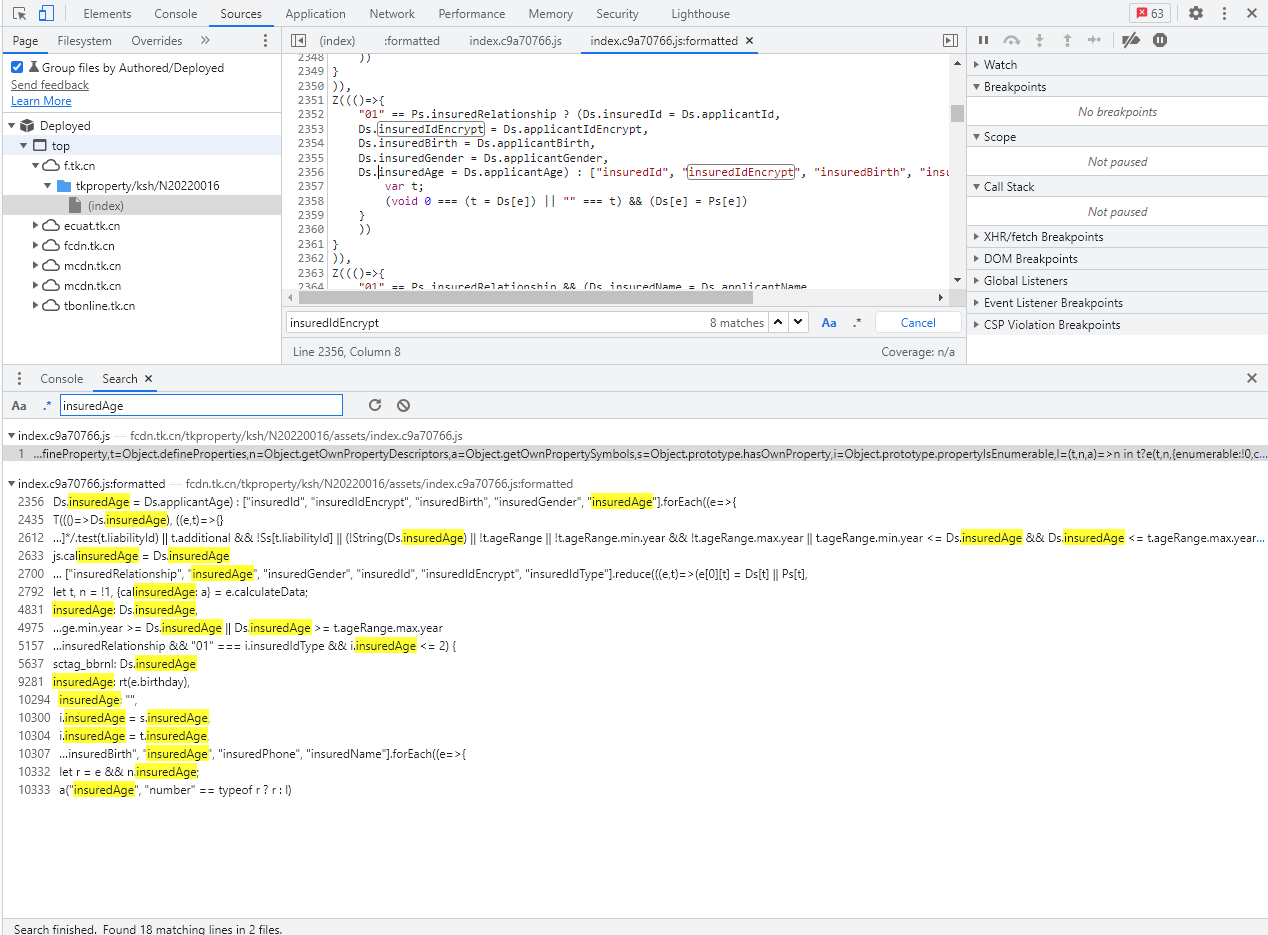 Elements Console Sources Application Network Performance Memory Security Lighthouse 63
Page Filesystem Overrides » (index) :formatted index.c9a70766.js index.c9a70766.js:formatted ×
Group files by Authored/Deployed
Send feedback
Learn More
Deployed
top
f.tk.cn
tkproperty/ksh/N20220016
(index)
ecuat.tk.cn
fcdn.tk.cn
mcdn.tk.cn
mcdn.tk.cn
tbonline.tk.cn
2348 ))
2349 }
2350 )),
2351 Z((()=>{
2352 "01" == Ps.insuredRelationship ? (Ds.insuredId = Ds.applicantId,
2353 Ds.insuredIdEncrypt = Ds.applicantIdEncrypt,
2354 Ds.insuredBirth = Ds.applicantBirth,
2355 Ds.insuredGender = Ds.applicantGender,
2356 Ds.insuredAge = Ds.applicantAge) : ["insuredId", "insuredIdEncrypt", "insuredBirth", "insu
2357 var t;
2358 (void 0 === (t = Ds[e]) || "" === t) && (Ds[e] = Ps[e])
2359 }
2360 ))
2361 }
2362 )),
2363 Z((()=>{
2364 "01" == Ps.insuredRelationship && (Ds.insuredName = Ds.applicantName
insuredIdEncrypt 8 matches Aa .* Cancel
Line 2356, Column 8 Coverage: n/a
Watch
Breakpoints
No breakpoints
Scope
Not paused
Call Stack
Not paused
XHR/fetch Breakpoints
DOM Breakpoints
Global Listeners
Event Listener Breakpoints
CSP Violation Breakpoints
Console Search ×
Aa .* insuredAge
index.c9a70766.js — fcdn.tk.cn/tkproperty/ksh/N20220016/assets/index.c9a70766.js
1 …fineProperty,t=Object.defineProperties,n=Object.getOwnPropertyDescriptors,a=Object.getOwnPropertySymbols,s=Object.prototype.hasOwnProperty,i=Object.prototype.propertyIsEnumerable,l=(t,n,a)=>n in t?e(t,n,{enumerable:!0,c…
index.c9a70766.js:formatted — fcdn.tk.cn/tkproperty/ksh/N20220016/assets/index.c9a70766.js:formatted
2356 Ds.insuredAge = Ds.applicantAge) : ["insuredId", "insuredIdEncrypt", "insuredBirth", "insuredGender", "insuredAge"].forEach((e=>{
2435 T((()=>Ds.insuredAge), ((e,t)=>{}
2612 …]*/.test(t.liabilityId) || t.additional && !Ss[t.liabilityId] || (!String(Ds.insuredAge) || !t.ageRange || !t.ageRange.min.year && !t.ageRange.max.year || t.ageRange.min.year <= Ds.insuredAge && Ds.insuredAge <= t.ageRange.max.year…
2633 js.calinsuredAge = Ds.insuredAge
2700 … ["insuredRelationship", "insuredAge", "insuredGender", "insuredId", "insuredIdEncrypt", "insuredIdType"].reduce(((e,t)=>(e[0][t] = Ds[t] || Ps[t],
2792 let t, n = !1, {calinsuredAge: a} = e.calculateData;
4831 insuredAge: Ds.insuredAge,
4975 …ge.min.year >= Ds.insuredAge || Ds.insuredAge >= t.ageRange.max.year
5157 …insuredRelationship && "01" === i.insuredIdType && i.insuredAge <= 2) {
5637 sctag_bbrnl: Ds.insuredAge
9281 insuredAge: rt(e.birthday),
10294 insuredAge: "",
10300 i.insuredAge = s.insuredAge,
10304 i.insuredAge = t.insuredAge,
10307 …insuredBirth", "insuredAge", "insuredPhone", "insuredName"].forEach((e=>{
10332 let r = e && n.insuredAge;
10333 a("insuredAge", "number" == typeof r ? r : l)
Search finished. Found 18 matching lines in 2 files.